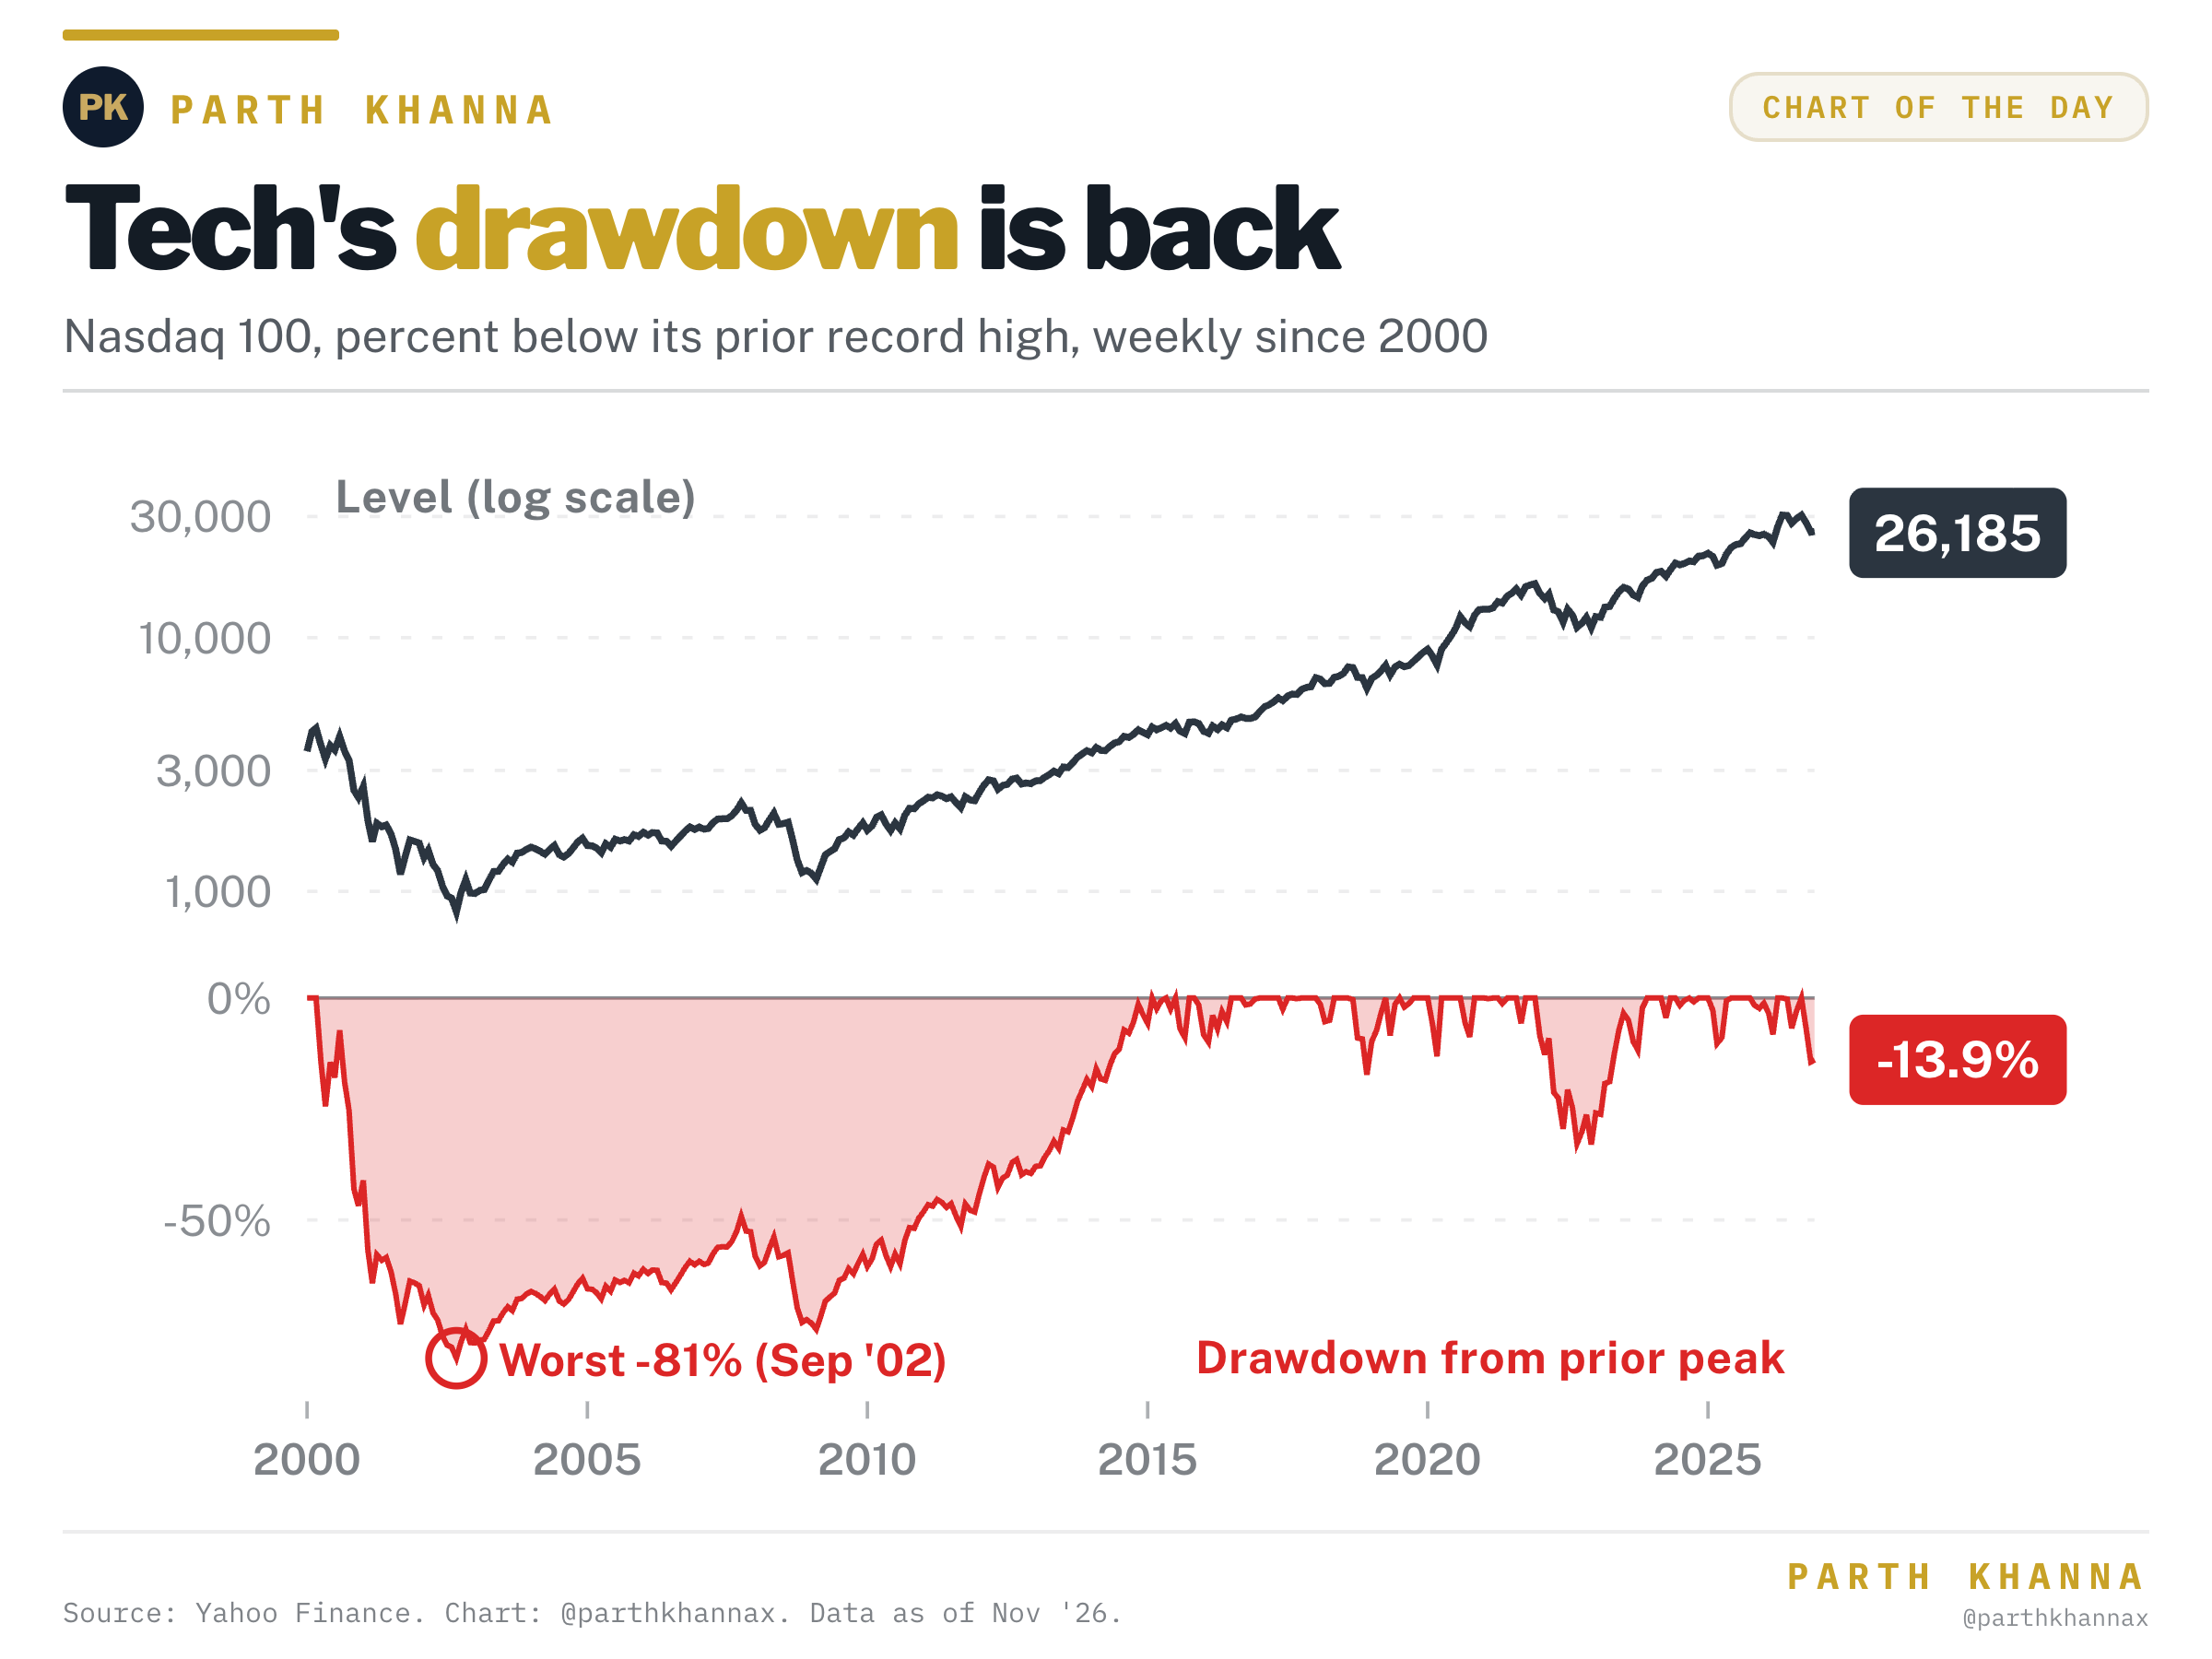 PK PARTH KHANNA
CHART OF THE DAY
Tech's drawdown is back
Nasdaq 100, percent below its prior record high, weekly since 2000
Level (log scale)
30,000
10,000
3,000
1,000
26,185
0%
-50%
-13.9%
Worst -81% (Sep '02)
Drawdown from prior peak
2000 2005 2010 2015 2020 2025
Source: Yahoo Finance. Chart: @parthkhannax. Data as of Nov '26.
PARTH KHANNA
@parthkhannax